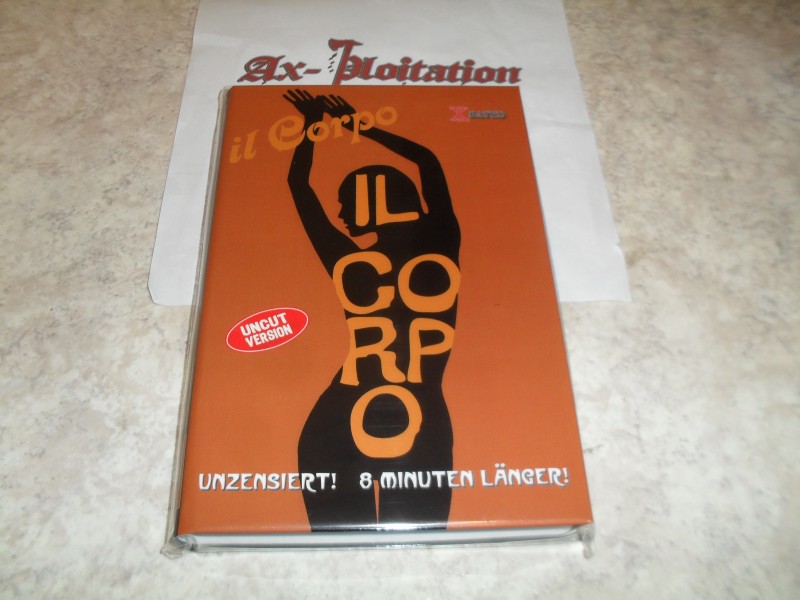 Ax-Ploitation
il Corpo
X RATED
IL
CO
RP
O
UNCUT
VERSION
UNZENSIERT! 8 MINUTEN LÄNGER!